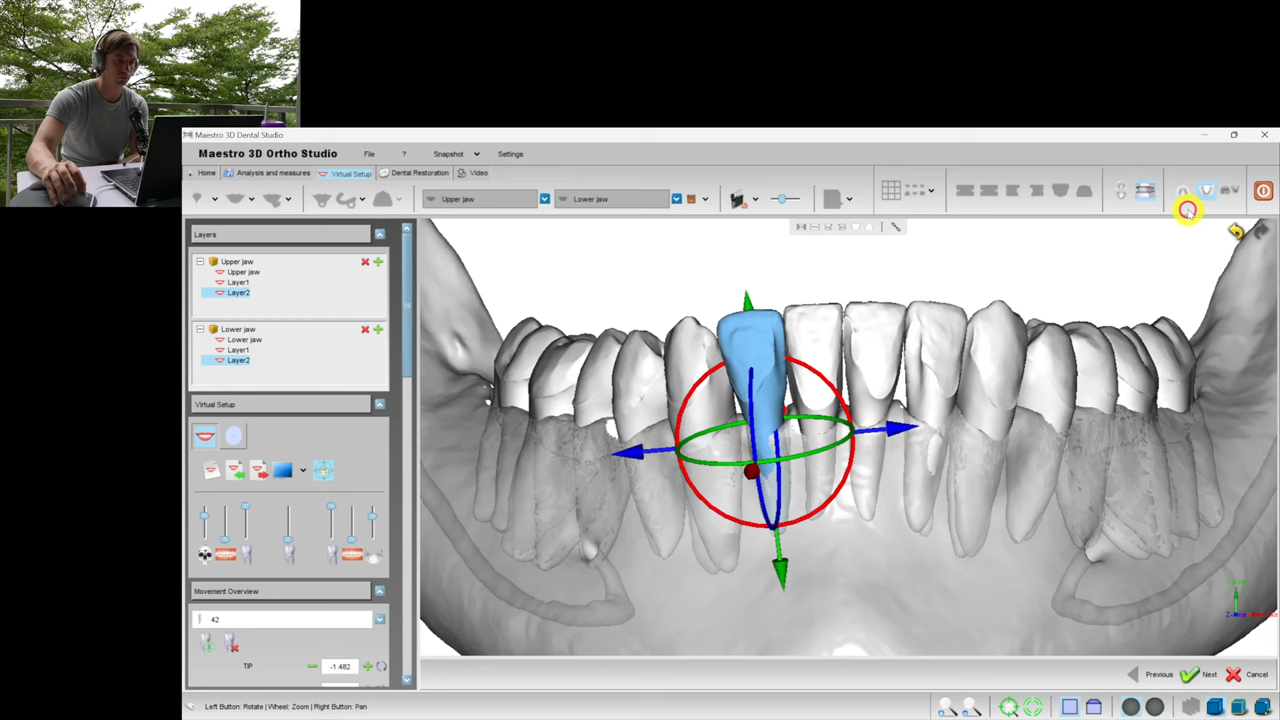 Maestro 3D Dental Studio
Maestro 3D Ortho Studio File ? Snapshot Settings
Home Analysis and measures Virtual Setup Dental Restoration Video
Upper jaw Lower jaw
Layers
Upper jaw
Upper jaw
Layer1
Layer2
Lower jaw
Lower jaw
Layer1
Layer2
Virtual Setup
Movement Overview
42
TIP -1.482
Previous Next Cancel
Left Button: Rotate | Wheel: Zoom | Right Button: Pan